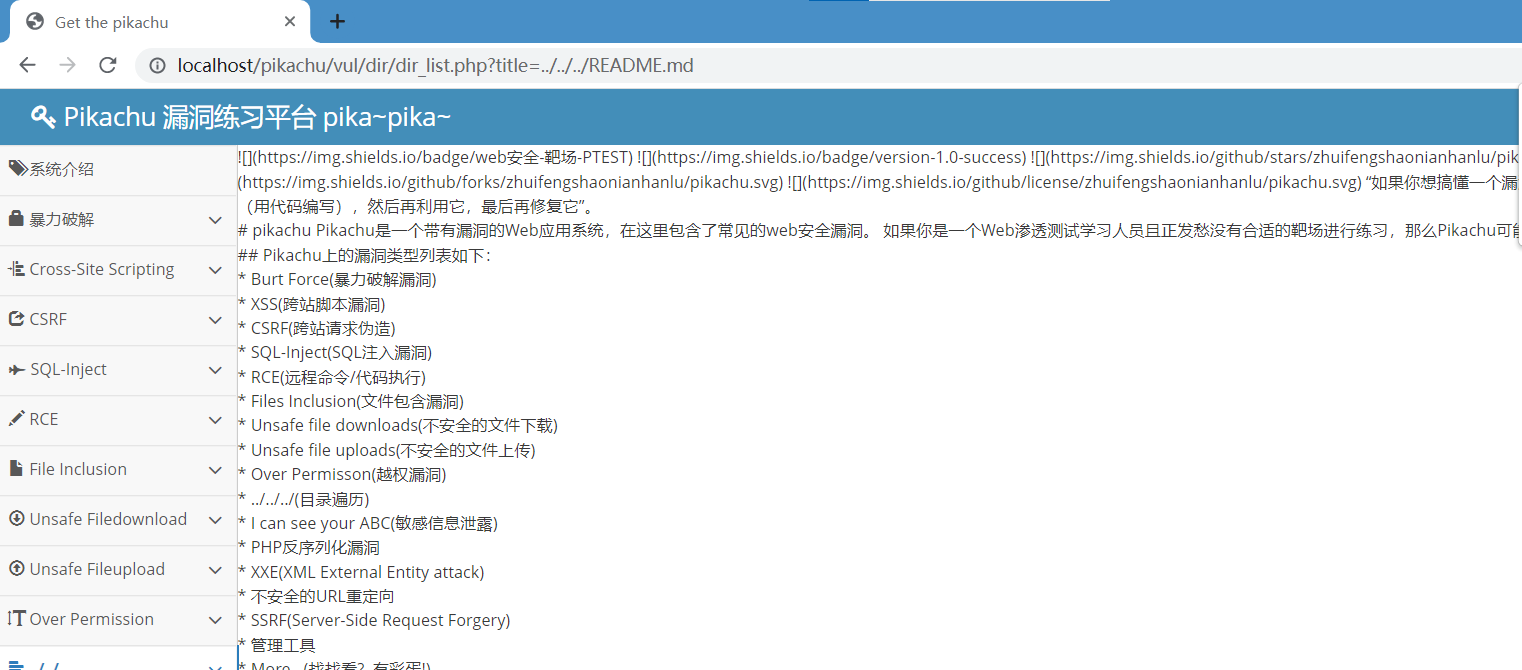 Get the pikachu
localhost/pikachu/vul/dir/dir_list.php?title=../../../README.md
Pikachu 漏洞练习平台 pika~pika~
系统介绍
暴力破解
Cross-Site Scripting
CSRF
SQL-Inject
RCE
File Inclusion
Unsafe Filedownload
Unsafe Fileupload
Over Permission
![](https://img.shields.io/badge/web安全-靶场-PTEST) ![](https://img.shields.io/badge/version-1.0-success) ![](https://img.shields.io/github/stars/zhuifengshaonianhanlu/pik
(https://img.shields.io/github/forks/zhuifengshaonianhanlu/pikachu.svg) ![](https://img.shields.io/github/license/zhuifengshaonianhanlu/pikachu.svg) “如果你想搞懂一个漏
（用代码编写），然后再利用它，最后再修复它”。
# pikachu Pikachu是一个带有漏洞的Web应用系统，在这里包含了常见的web安全漏洞。 如果你是一个Web渗透测试学习人员且正发愁没有合适的靶场进行练习，那么Pikachu可能
## Pikachu上的漏洞类型列表如下：
* Burt Force(暴力破解漏洞)
* XSS(跨站脚本漏洞)
* CSRF(跨站请求伪造)
* SQL-Inject(SQL注入漏洞)
* RCE(远程命令/代码执行)
* Files Inclusion(文件包含漏洞)
* Unsafe file downloads(不安全的文件下载)
* Unsafe file uploads(不安全的文件上传)
* Over Permisson(越权漏洞)
* ../../../(目录遍历)
* I can see your ABC(敏感信息泄露)
* PHP反序列化漏洞
* XXE(XML External Entity attack)
* 不安全的URL重定向
* SSRF(Server-Side Request Forgery)
* 管理工具
* More...(找找看?..有彩蛋!)